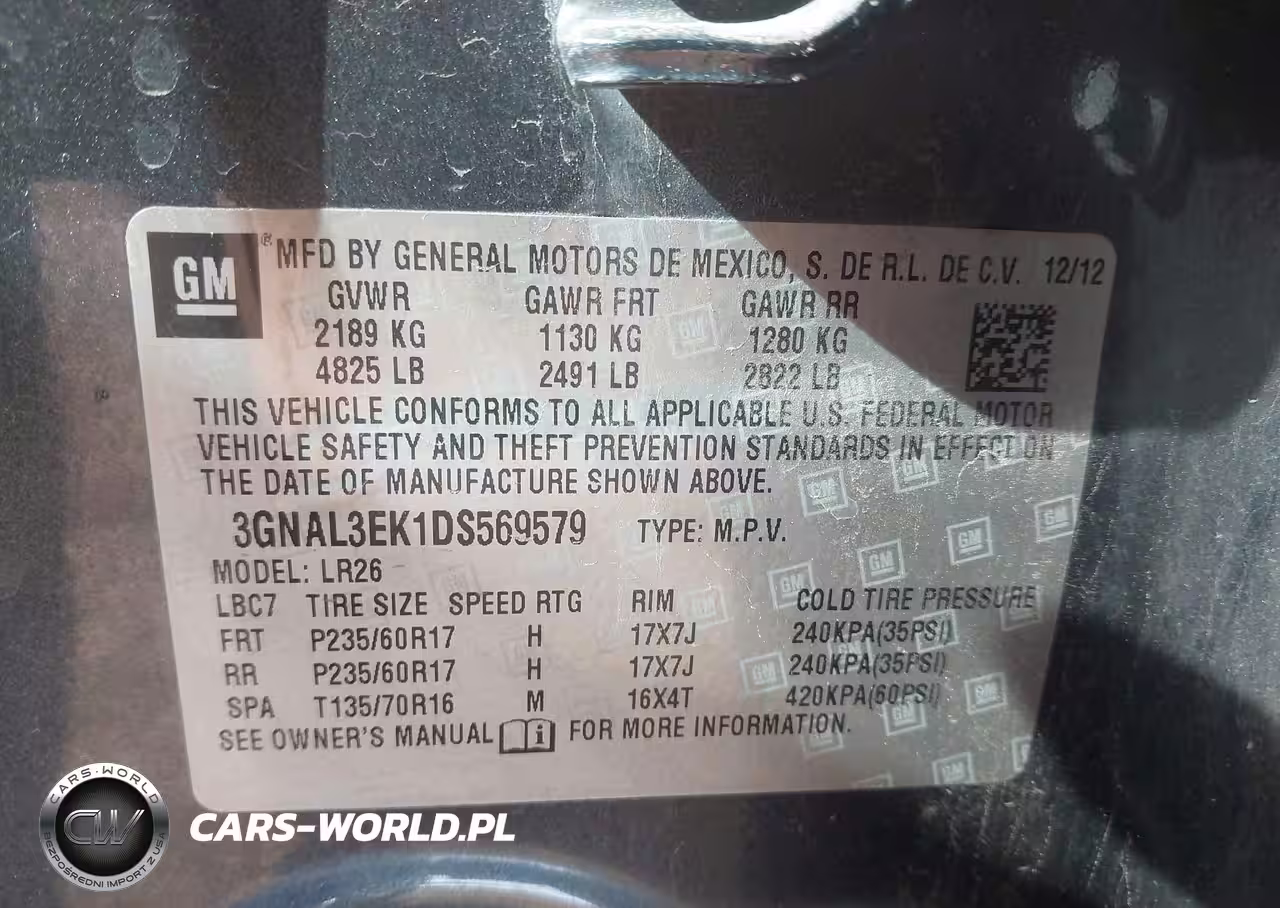 GM ® MFD BY GENERAL MOTORS DE MEXICO, S. DE R.L. DE C.V. 12/12
GVWR GAWR FRT GAWR RR
2189 KG 1130 KG 1280 KG
4825 LB 2491 LB 2822 LB
THIS VEHICLE CONFORMS TO ALL APPLICABLE U.S. FEDERAL MOTOR
VEHICLE SAFETY AND THEFT PREVENTION STANDARDS IN EFFECT ON
THE DATE OF MANUFACTURE SHOWN ABOVE.
3GNAL3EK1DS569579 TYPE: M.P.V.
MODEL: LR26
LBC7 TIRE SIZE SPEED RTG RIM COLD TIRE PRESSURE
FRT P235/60R17 H 17X7J 240KPA(35PSI)
RR P235/60R17 H 17X7J 240KPA(35PSI)
SPA T135/70R16 M 16X4T 420KPA(60PSI)
SEE OWNER'S MANUAL i FOR MORE INFORMATION.
CARS-WORLD
CW
BEZPOŚREDNI IMPORT Z USA
CARS-WORLD.PL